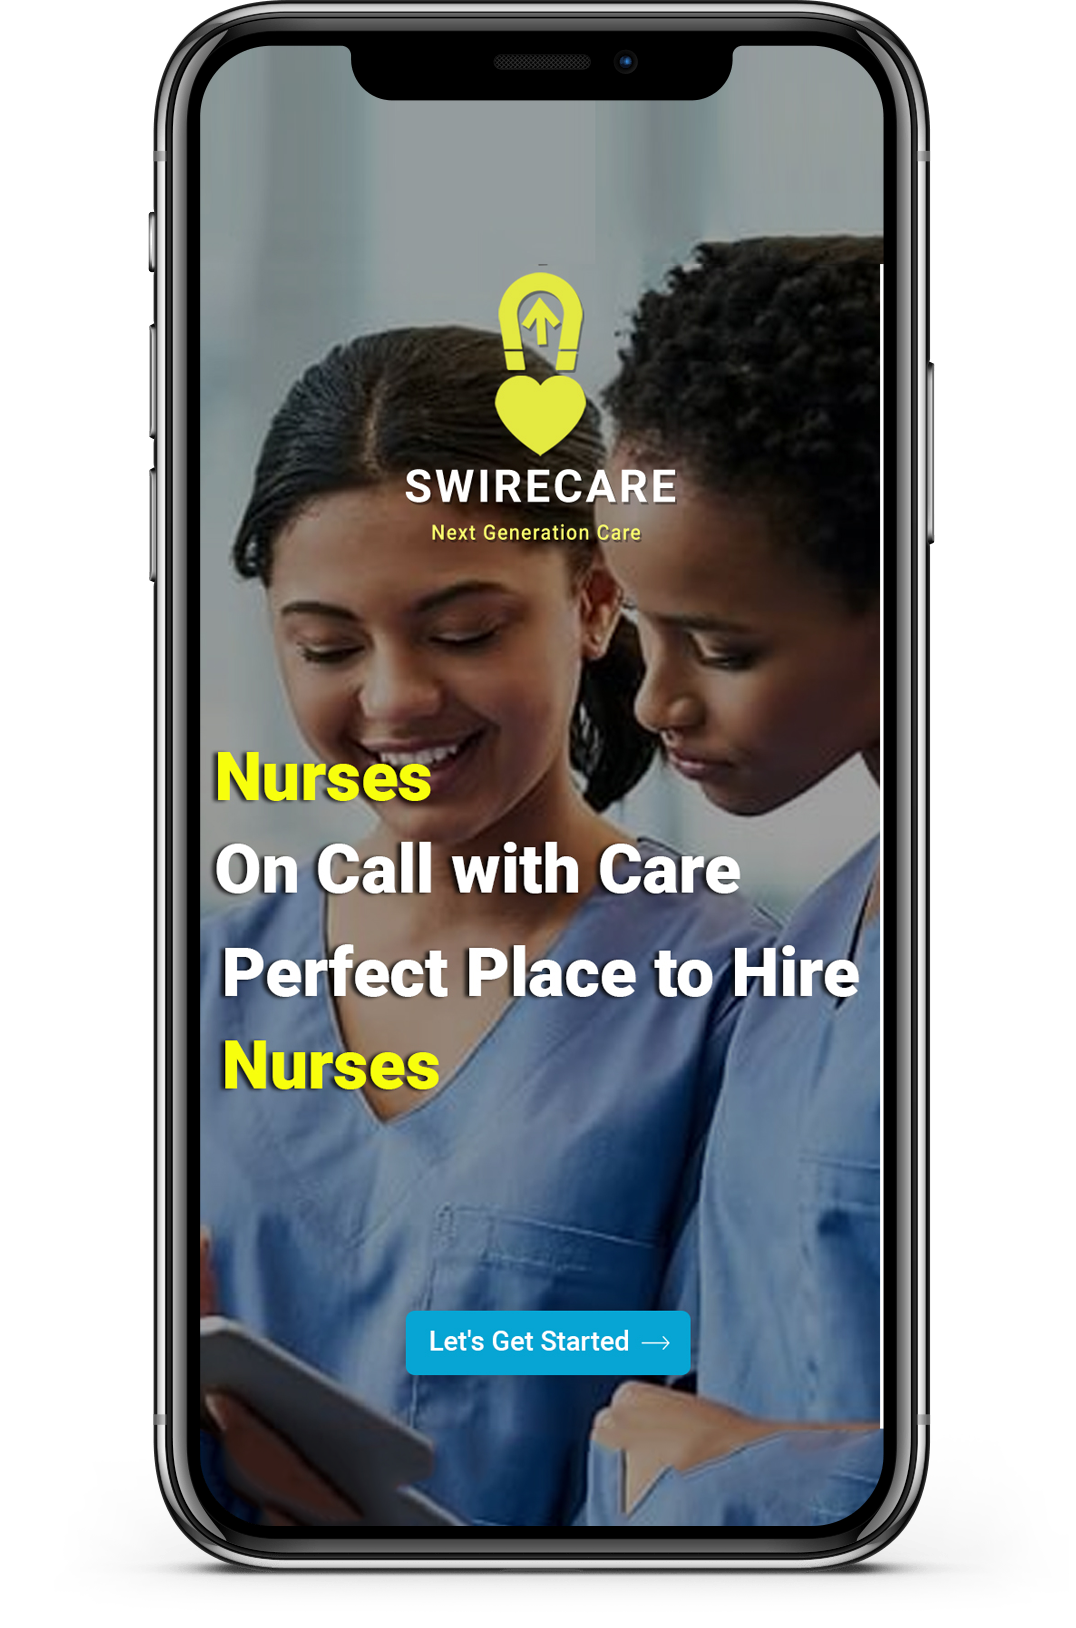 SWIRECARE
Next Generation Care
Nurses
On Call with Care
Perfect Place to Hire
Nurses
Let's Get Started